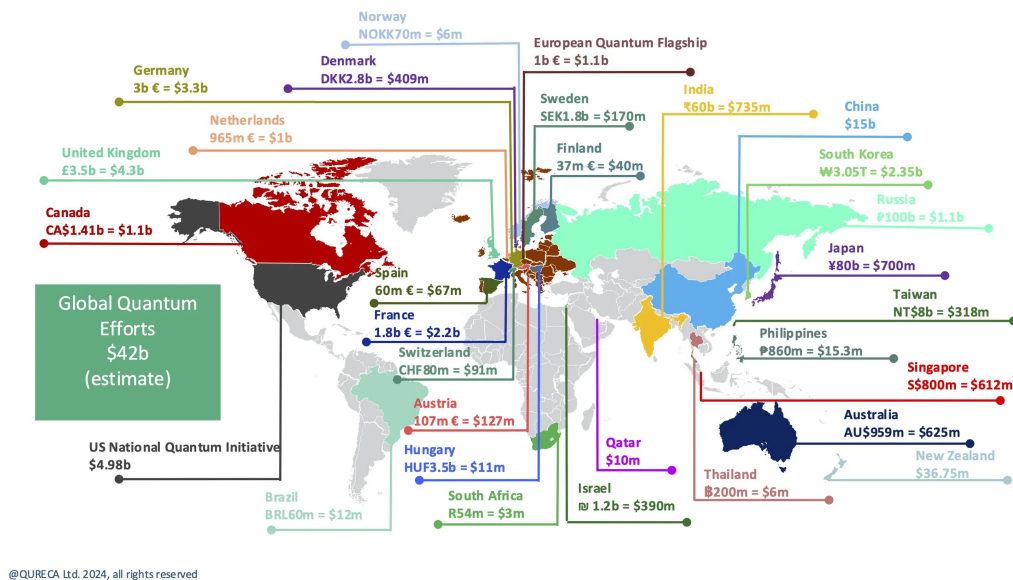 Norway
NOKK70m = $6m
European Quantum Flagship
1b € = $1.1b
Denmark
DKK2.8b = $409m
Germany
3b € = $3.3b
Sweden
SEK1.8b = $170m
India
₹60b = $735m
China
$15b
Netherlands
965m € = $1b
Finland
37m € = $40m
United Kingdom
£3.5b = $4.3b
South Korea
₩3.05T = $2.35b
Russia
₽100b = $1.1b
Canada
CA$1.41b = $1.1b
Japan
¥80b = $700m
Spain
60m € = $67m
Taiwan
NT$8b = $318m
Global Quantum
Efforts
$42b
(estimate)
France
1.8b € = $2.2b
Philippines
₱860m = $15.3m
Switzerland
CHF80m = $91m
Singapore
S$800m = $612m
Austria
107m € = $127m
Australia
AU$959m = $625m
US National Quantum Initiative
$4.98b
Hungary
HUF3.5b = $11m
Qatar
$10m
New Zealand
$36.75m
Thailand
฿200m = $6m
Brazil
BRL60m = $12m
South Africa
R54m = $3m
Israel
₪ 1.2b = $390m
@QURECA Ltd. 2024, all rights reserved